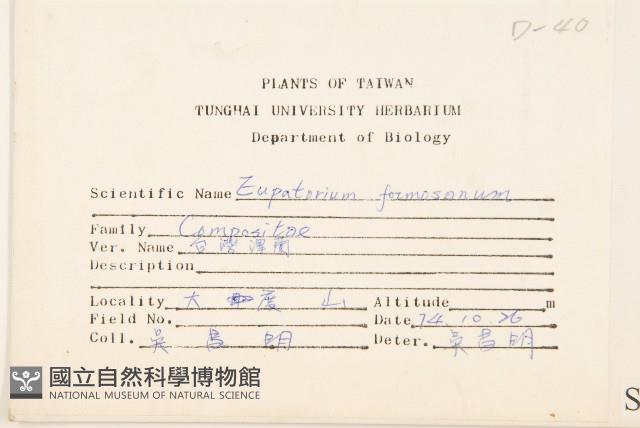 D-40
PLANTS OF TAIWAN
TUNGHAI UNIVERSITY HERBARIUM
Department of Biology
Scientific Name Eupatorium formosanum
Family Compositae
Ver. Name 台灣澤蘭
Description
Locality 大度山 Altitude m
Field No. Date 74.10.26
Coll. 吳昌明 Deter. 吳昌明
國立自然科學博物館
NATIONAL MUSEUM OF NATURAL SCIENCE
S